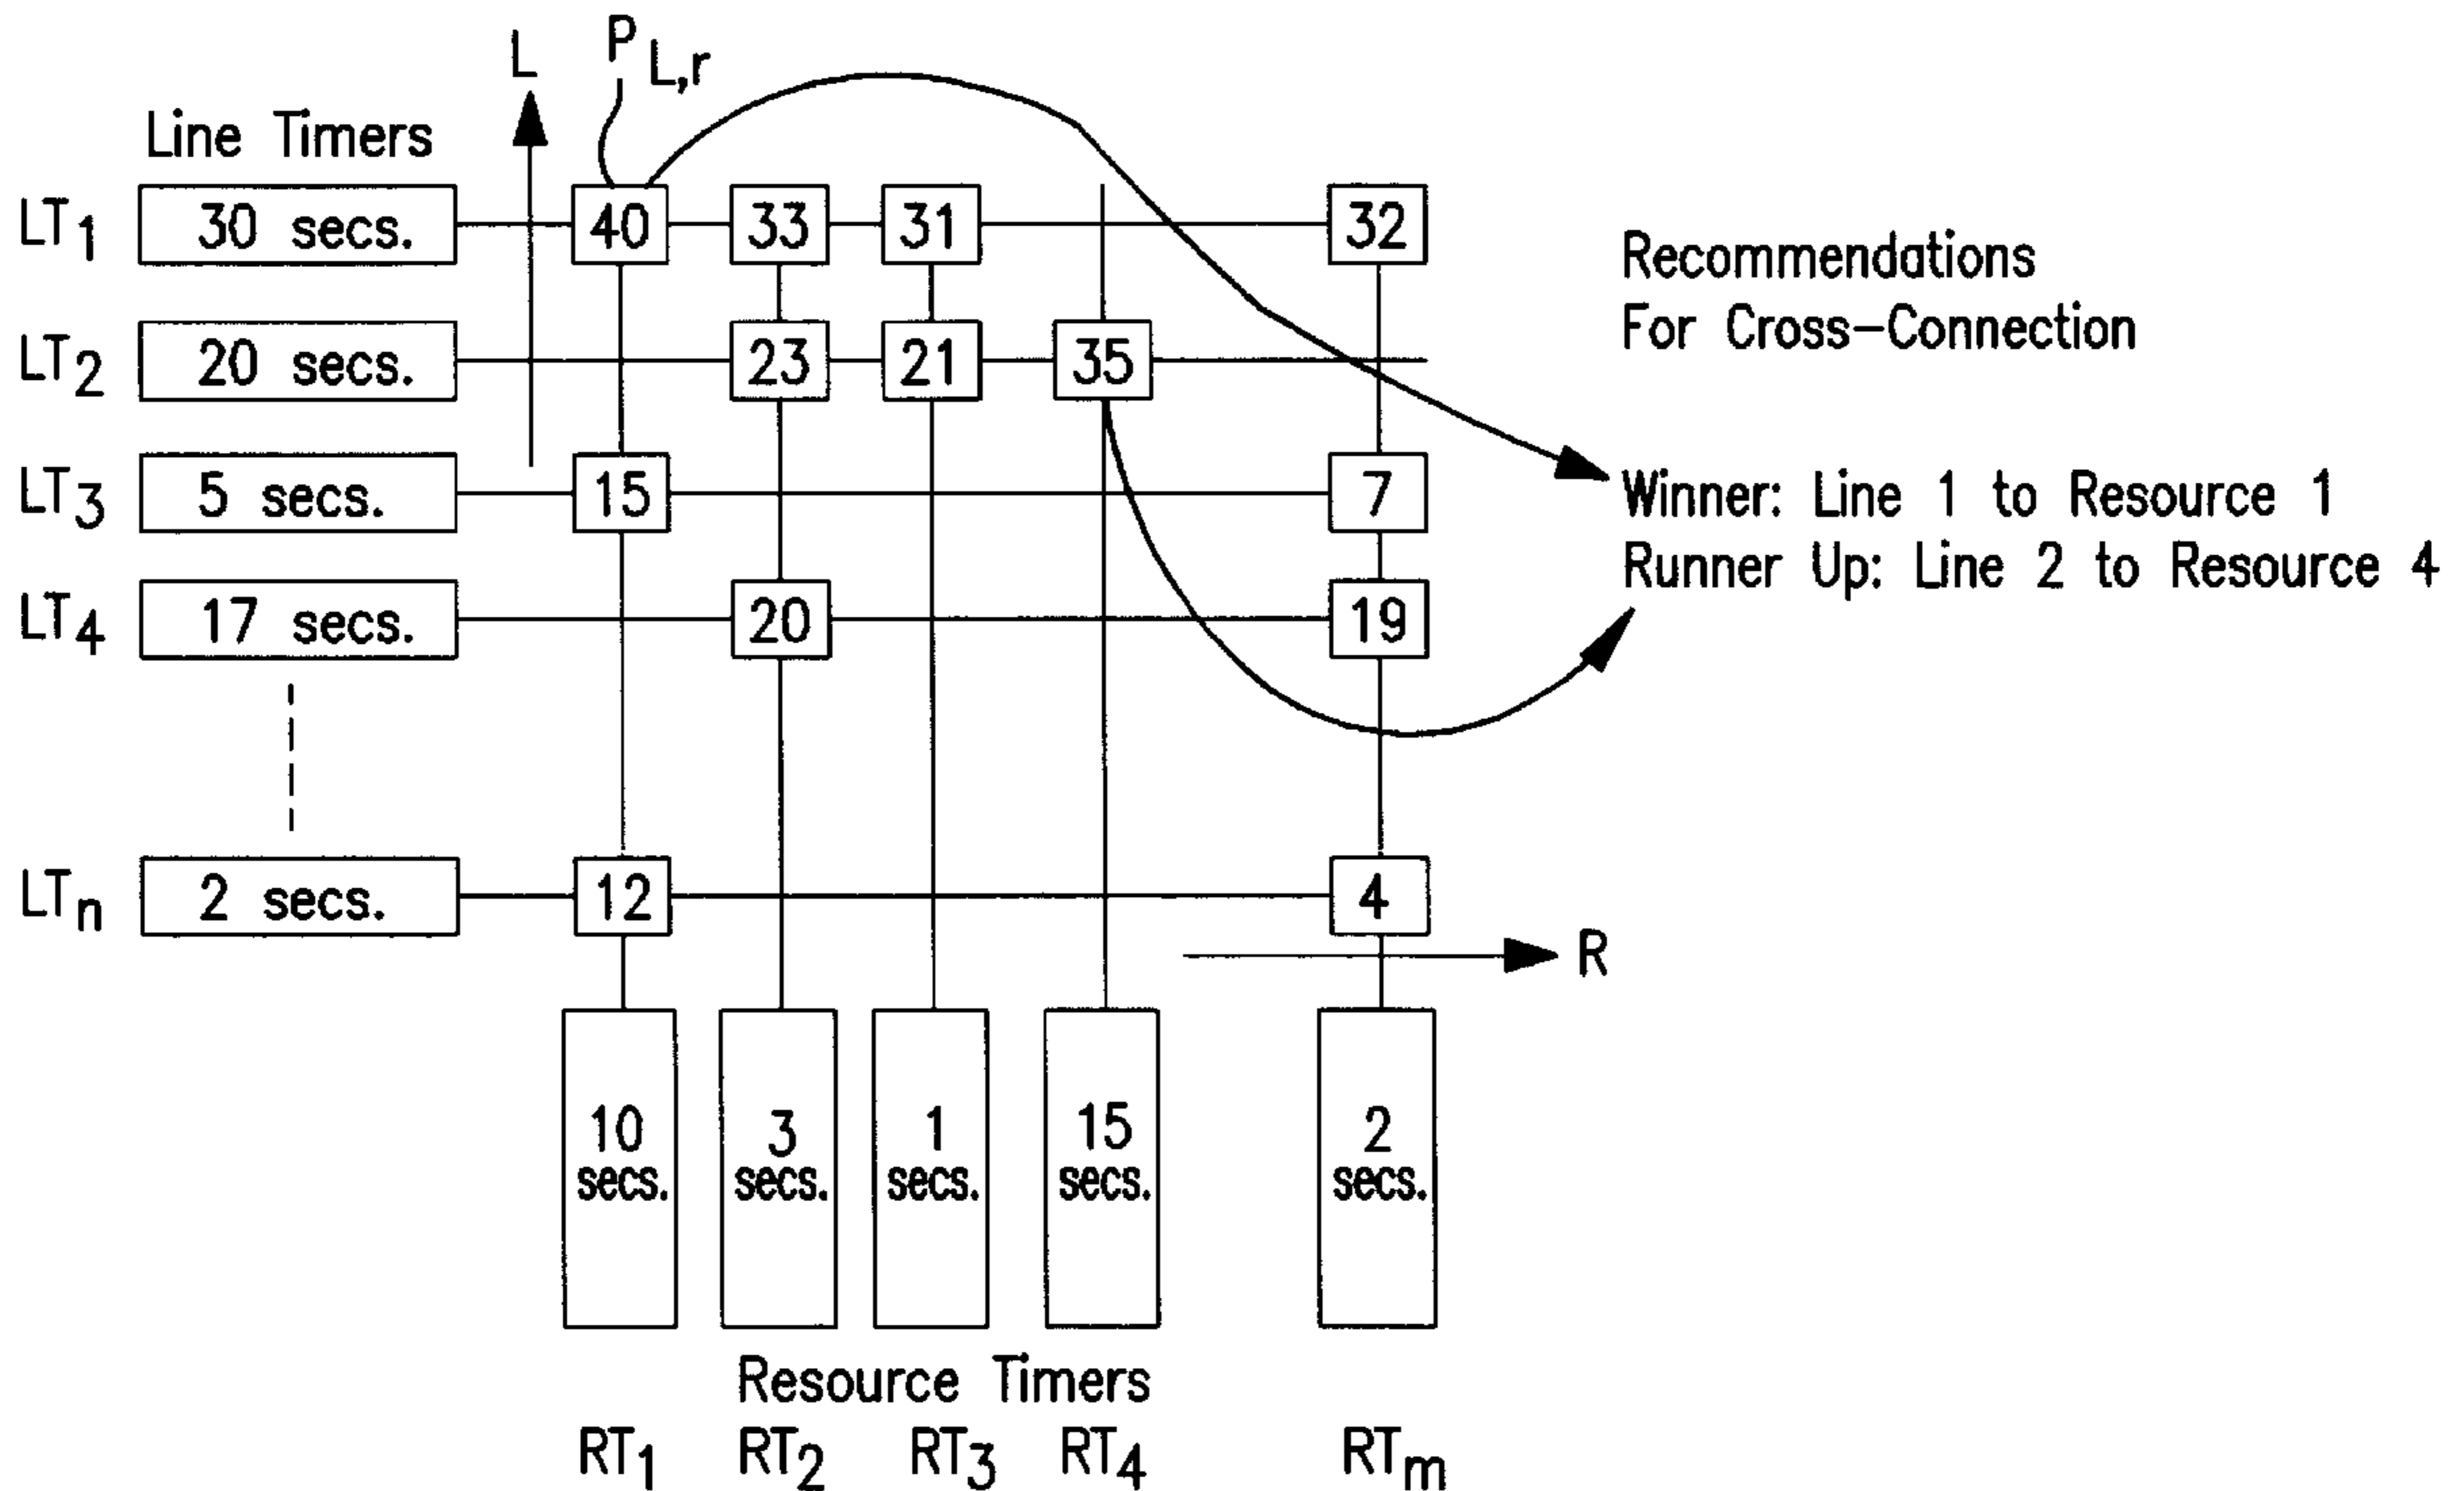 L P L,r
Line Timers
LT1 30 secs. 40 33 31 32
Recommendations
For Cross-Connection
LT2 20 secs. 23 21 35
LT3 5 secs. 15 7
Winner: Line 1 to Resource 1
Runner Up: Line 2 to Resource 4
LT4 17 secs. 20 19
LTn 2 secs. 12 4
R
10 secs. 3 secs. 1 secs. 15 secs. 2 secs.
Resource Timers
RT1 RT2 RT3 RT4 RTm